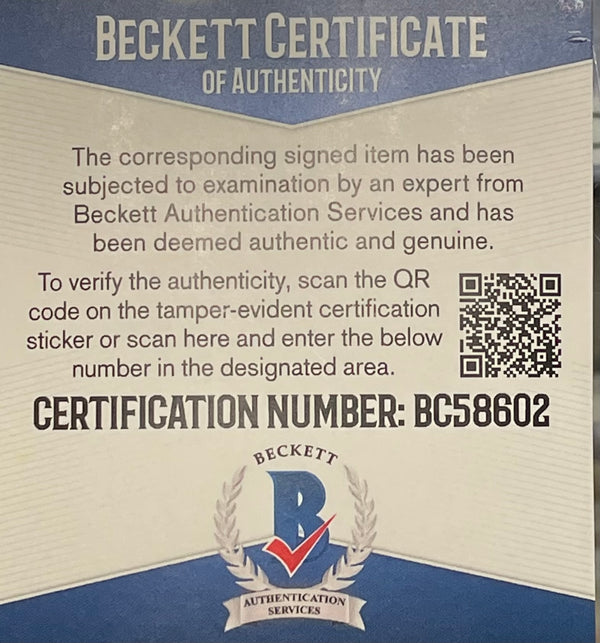 BECKETT CERTIFICATE
OF AUTHENTICITY
The corresponding signed item has been
subjected to examination by an expert from
Beckett Authentication Services and has
been deemed authentic and genuine.
To verify the authenticity, scan the QR
code on the tamper-evident certification
sticker or scan here and enter the below
number in the designated area.
CERTIFICATION NUMBER: BC58602
BECKETT
B
AUTHENTICATION
SERVICES